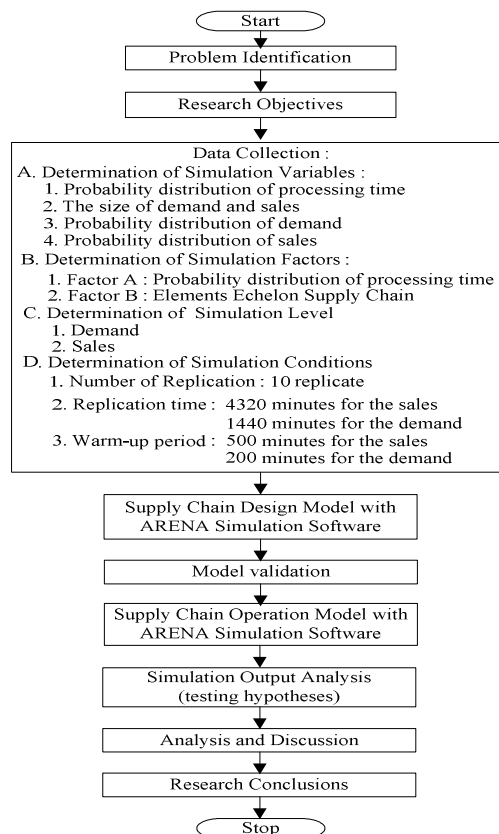 Start
Problem Identification
Research Objectives
Data Collection :
A. Determination of Simulation Variables :
1. Probability distribution of processing time
2. The size of demand and sales
3. Probability distribution of demand
4. Probability distribution of sales
B. Determination of Simulation Factors :
1. Factor A : Probability distribution of processing time
2. Factor B : Elements Echelon Supply Chain
C. Determination of Simulation Level
1. Demand
2. Sales
D. Determination of Simulation Conditions
1. Number of Replication : 10 replicate
2. Replication time : 4320 minutes for the sales
1440 minutes for the demand
3. Warm-up period : 500 minutes for the sales
200 minutes for the demand
Supply Chain Design Model with
ARENA Simulation Software
Model validation
Supply Chain Operation Model with
ARENA Simulation Software
Simulation Output Analysis
(testing hypotheses)
Analysis and Discussion
Research Conclusions
Stop